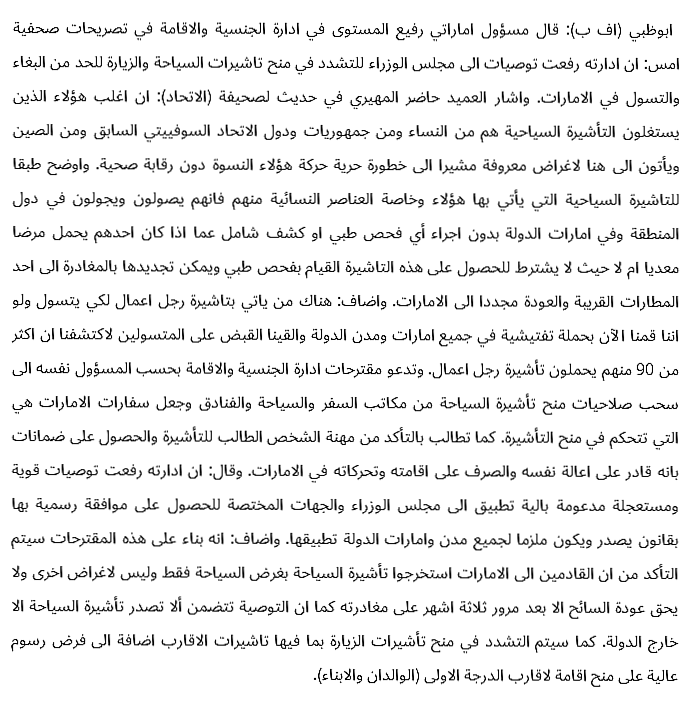 ابوظبي (اف ب): قال مسؤول اماراتي رفيع المستوى في ادارة الجنسية والاقامة في تصريحات صحفية
امس: ان ادارته رفعت توصيات الى مجلس الوزراء للتشدد في منح تاشيرات السياحة والزيارة للحد من البغاء
والتسول في الامارات. واشار العميد حاضر المهيري في حديث لصحيفة (الاتحاد): ان اغلب هؤلاء الذين
يستغلون التأشيرة السياحية هم من النساء ومن جمهوريات ودول الاتحاد السوفييتي السابق ومن الصين
ويأتون الى هنا لاغراض معروفة مشيرا الى خطورة حرية حركة هؤلاء النسوة دون رقابة صحية. واوضح طبقا
للتاشيرة السياحية التي يأتي بها هؤلاء وخاصة العناصر النسائية منهم فانهم يصولون ويجولون في دول
المنطقة وفي امارات الدولة بدون اجراء أي فحص طبي او كشف شامل عما اذا كان احدهم يحمل مرضا
معديا ام لا حيث لا يشترط للحصول على هذه التاشيرة القيام بفحص طبي ويمكن تجديدها بالمغادرة الى احد
المطارات القريبة والعودة مجددا الى الامارات. واضاف: هناك من ياتي بتاشيرة رجل اعمال لكي يتسول ولو
اننا قمنا الآن بحملة تفتيشية في جميع امارات ومدن الدولة والقينا القبض على المتسولين لاكتشفنا ان اكثر
من 90 منهم يحملون تأشيرة رجل اعمال. وتدعو مقترحات ادارة الجنسية والاقامة بحسب المسؤول نفسه الى
سحب صلاحيات منح تأشيرة السياحة من مكاتب السفر والسياحة والفنادق وجعل سفارات الامارات هي
التي تتحكم في منح التأشيرة. كما تطالب بالتأكد من مهنة الشخص الطالب للتأشيرة والحصول على ضمانات
بانه قادر على اعالة نفسه والصرف على اقامته وتحركاته في الامارات. وقال: ان ادارته رفعت توصيات قوية
ومستعجلة مدعومة بالية تطبيق الى مجلس الوزراء والجهات المختصة للحصول على موافقة رسمية بها
بقانون يصدر ويكون ملزما لجميع مدن وامارات الدولة تطبيقها. واضاف: انه بناء على هذه المقترحات سيتم
التأكد من ان القادمين الى الامارات استخرجوا تأشيرة السياحة بغرض السياحة فقط وليس لاغراض اخرى ولا
يحق عودة السائح الا بعد مرور ثلاثة اشهر على مغادرته كما ان التوصية تتضمن ألا تصدر تأشيرة السياحة الا
خارج الدولة. كما سيتم التشدد في منح تأشيرات الزيارة بما فيها تاشيرات الاقارب اضافة الى فرض رسوم
عالية على منح اقامة لاقارب الدرجة الاولى (الوالدان والابناء).